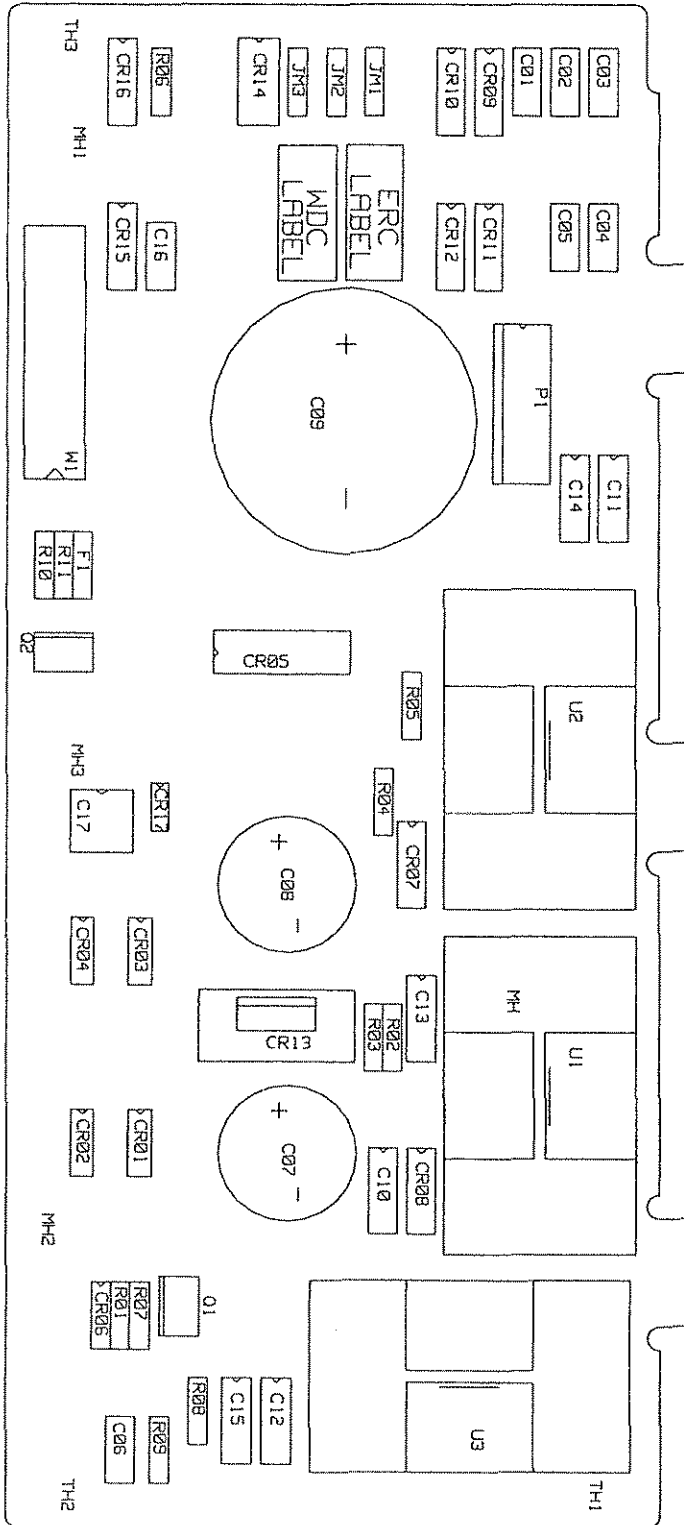 TH3
CR16
R06
CR14
JM3
JM2
JM1
CR10
CR09
C01
C02
C03
MH1
WDC
LABEL
ERC
LABEL
CR15
C16
CR12
CR11
C05
C04
+
C09
-
P1
W1
C14
C11
R10
R11
F1
Q2
CR05
R05
U2
MH3
C17
CR17
R04
CR07
+
C08
-
CR04
CR03
CR13
R03
R02
C13
MH
U1
CR02
CR01
+
C07
-
C10
CR08
MH2
CR06
R01
R07
Q1
C06
R09
R08
C15
C12
U3
TH2
TH1